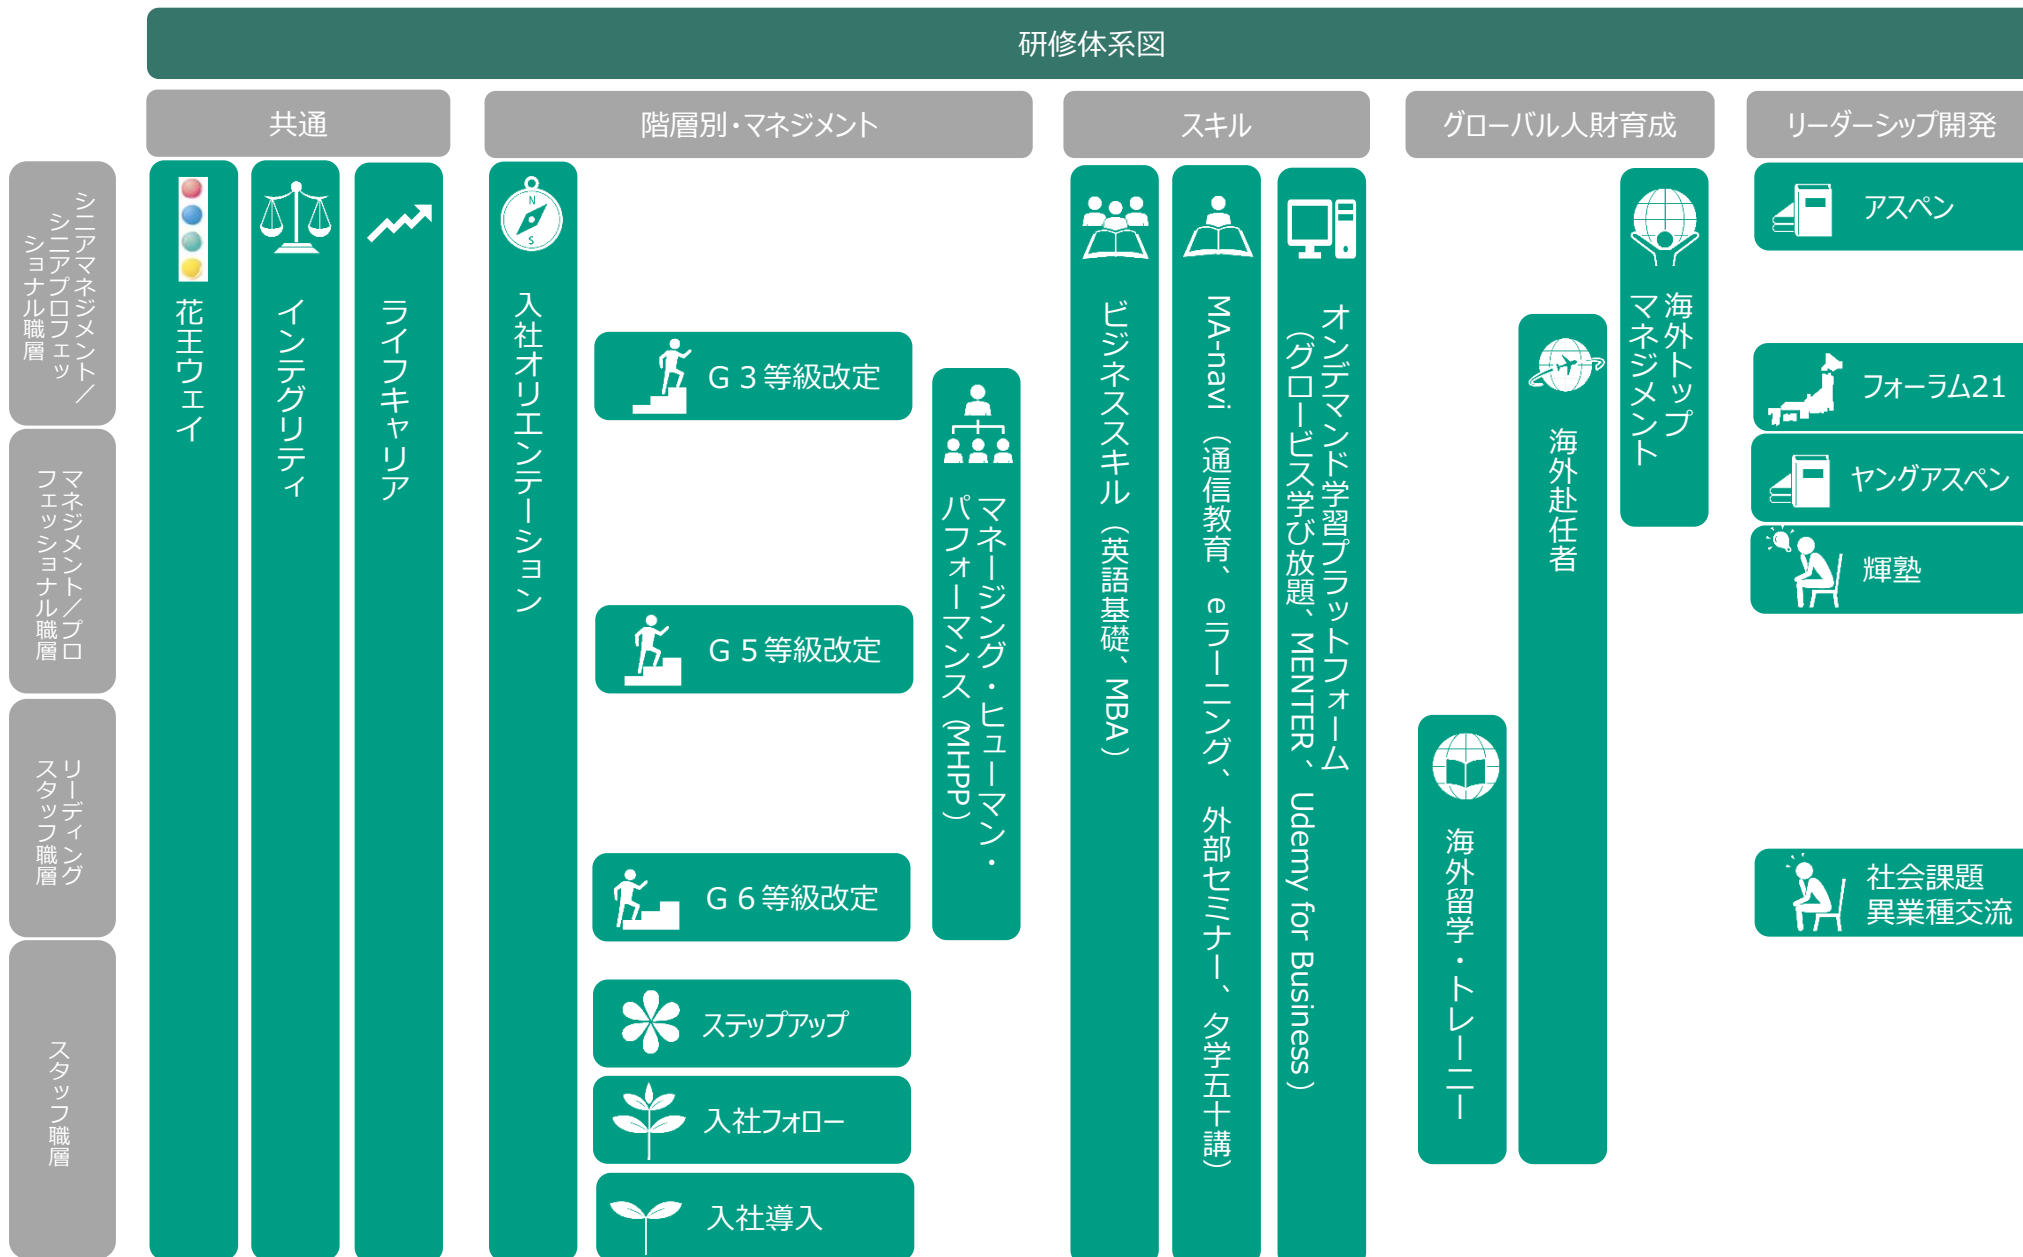 研修体系図
共通
階層別・マネジメント
スキル
グローバル人財育成
リーダーシップ開発
シニアマネジメント／
シニアプロフェッ
ショナル職層
マネジメント／プロ
フェッショナル職層
リーディング
スタッフ職層
スタッフ職層
花王ウェイ
インテグリティ
ライフキャリア
N
S
入社オリエンテーション
Ｇ３等級改定
Ｇ５等級改定
Ｇ６等級改定
ステップアップ
入社フォロー
入社導入
マネージング・ヒューマン・
パフォーマンス（MHPP）
ビジネススキル（英語基礎、MBA）
MA-navi（通信教育、eラーニング、外部セミナー、夕学五十講）
オンデマンド学習プラットフォーム
（グロービス学び放題、MENTER、Udemy for Business）
海外留学・トレーニー
海外赴任者
海外トップ
マネジメント
アスペン
フォーラム21
ヤングアスペン
輝塾
社会課題
異業種交流